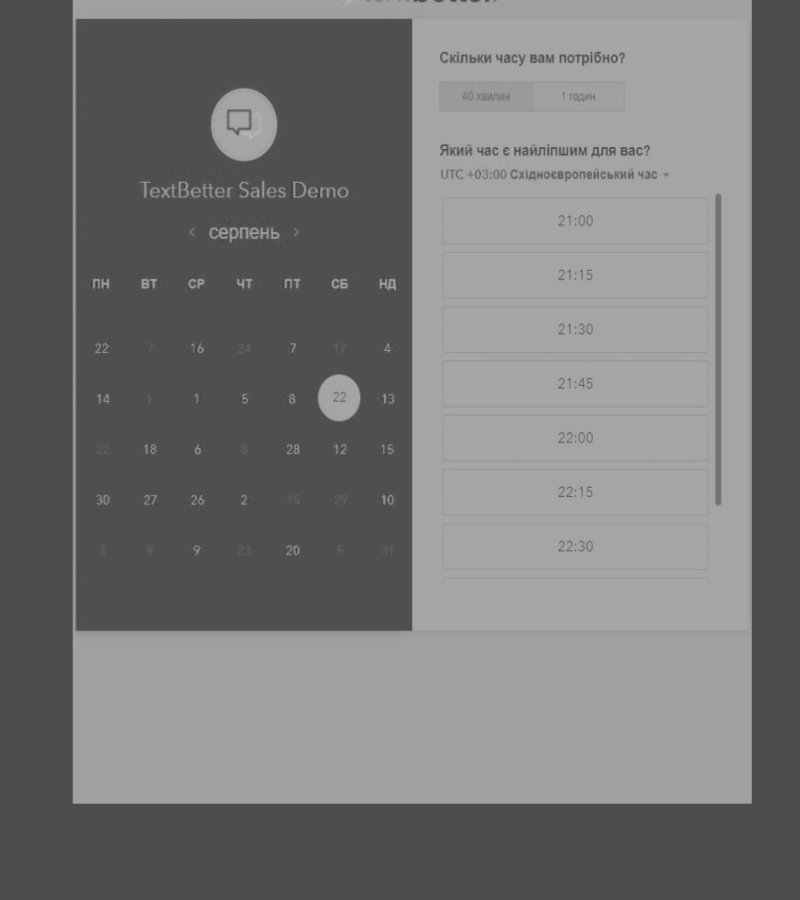 TextBetter Sales Demo
‹ серпень ›
ПН ВТ СР ЧТ ПТ СБ НД
22 7 16 24 7 17 4
14 1 1 5 8 22 13
22 18 6 8 28 12 15
30 27 26 2 15 29 10
3 9 9 23 20 5 31
Скільки часу вам потрібно?
40 хвилин 1 годин
Який час є найліпшим для вас?
UTC +03:00 Східноєвропейський час
21:00
21:15
21:30
21:45
22:00
22:15
22:30